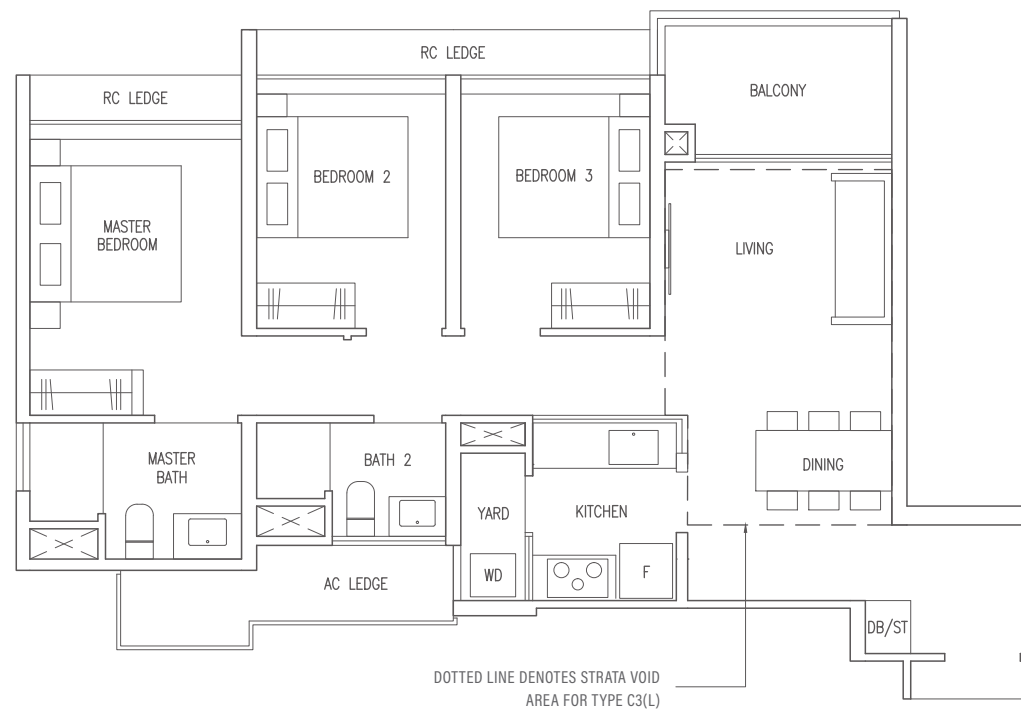 RC LEDGE
RC LEDGE
BALCONY
BEDROOM 2
BEDROOM 3
MASTER
BEDROOM
LIVING
MASTER
BATH
BATH 2
DINING
YARD
KITCHEN
WD
F
AC LEDGE
DB/ST
DOTTED LINE DENOTES STRATA VOID
AREA FOR TYPE C3(L)